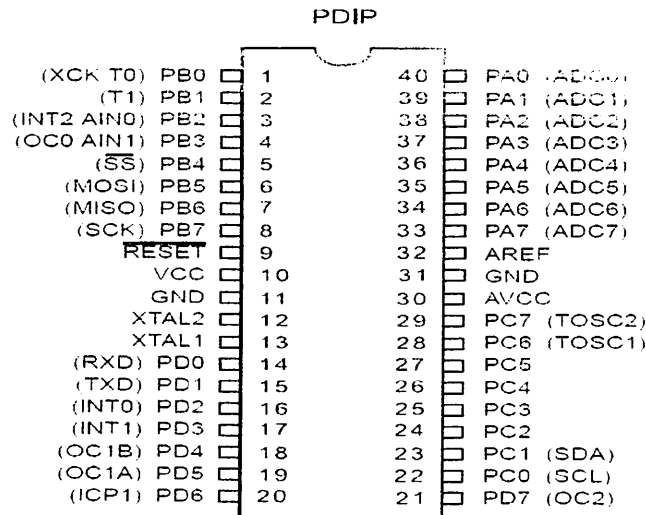 PDIP
(XCK T0) PB0 1 40 PA0 (ADC0)
(T1) PB1 2 39 PA1 (ADC1)
(INT2 AIN0) PB2 3 38 PA2 (ADC2)
(OC0 AIN1) PB3 4 37 PA3 (ADC3)
(SS) PB4 5 36 PA4 (ADC4)
(MOSI) PB5 6 35 PA5 (ADC5)
(MISO) PB6 7 34 PA6 (ADC6)
(SCK) PB7 8 33 PA7 (ADC7)
RESET 9 32 AREF
VCC 10 31 GND
GND 11 30 AVCC
XTAL2 12 29 PC7 (TOSC2)
XTAL1 13 28 PC6 (TOSC1)
(RXD) PD0 14 27 PC5
(TXD) PD1 15 26 PC4
(INT0) PD2 16 25 PC3
(INT1) PD3 17 24 PC2
(OC1B) PD4 18 23 PC1 (SDA)
(OC1A) PD5 19 22 PC0 (SCL)
(ICP1) PD6 20 21 PD7 (OC2)